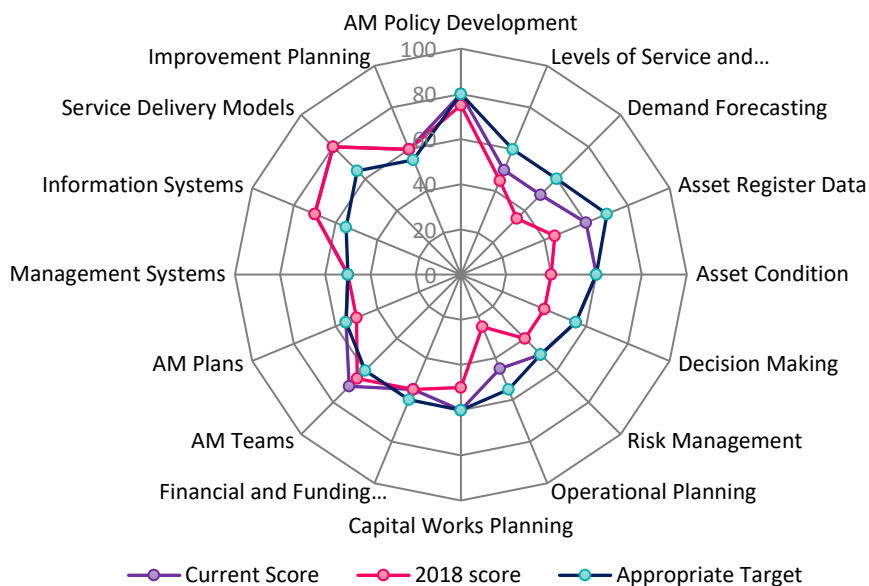 AM Policy Development
Levels of Service and...
Demand Forecasting
Asset Register Data
Asset Condition
Decision Making
Risk Management
Operational Planning
Capital Works Planning
Financial and Funding...
AM Teams
AM Plans
Management Systems
Information Systems
Service Delivery Models
Improvement Planning
100
80
60
40
20
0
Current Score
2018 score
Appropriate Target